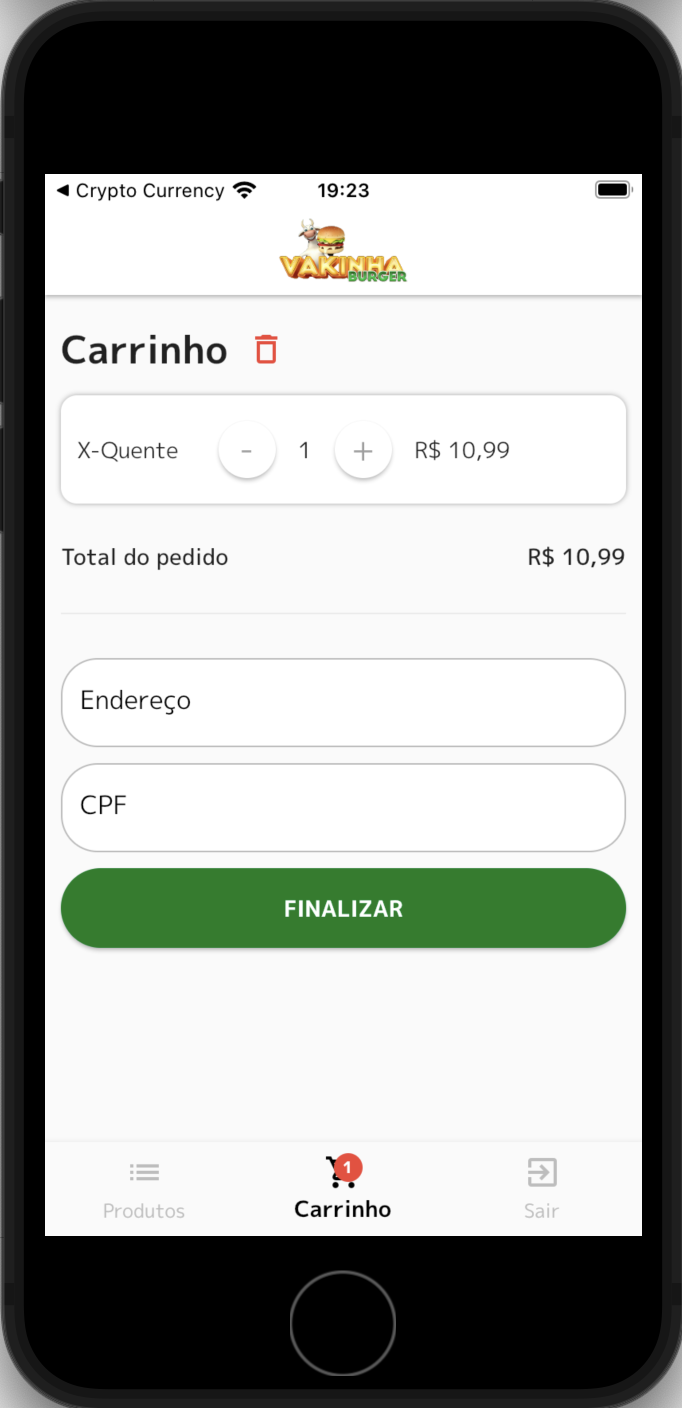 Crypto Currency 19:23
VAKINHA
BURGER
Carrinho
X-Quente - 1 + R$ 10,99
Total do pedido R$ 10,99
Endereço
CPF
FINALIZAR
1
Produtos Carrinho Sair